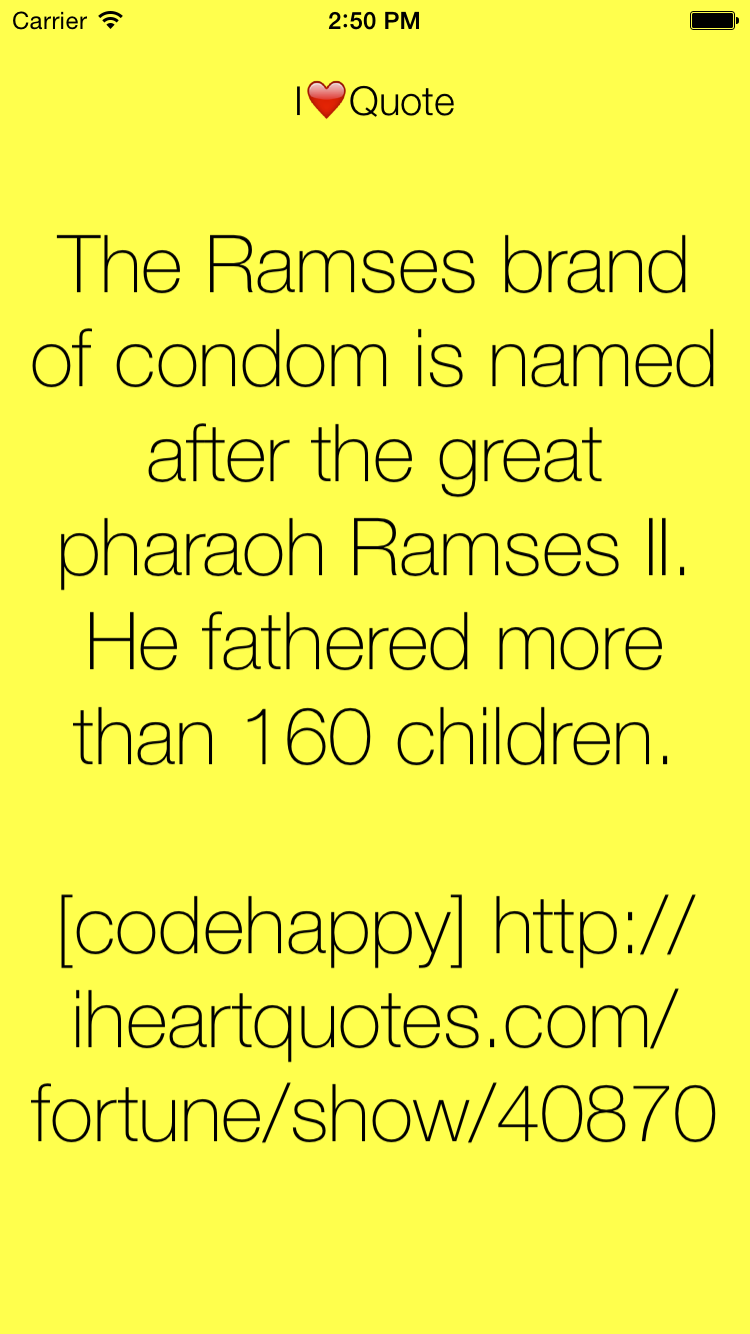 Carrier 2:50 PM
I❤️Quote
The Ramses brand
of condom is named
after the great
pharaoh Ramses II.
He fathered more
than 160 children.
[codehappy] http://
iheartquotes.com/
fortune/show/40870